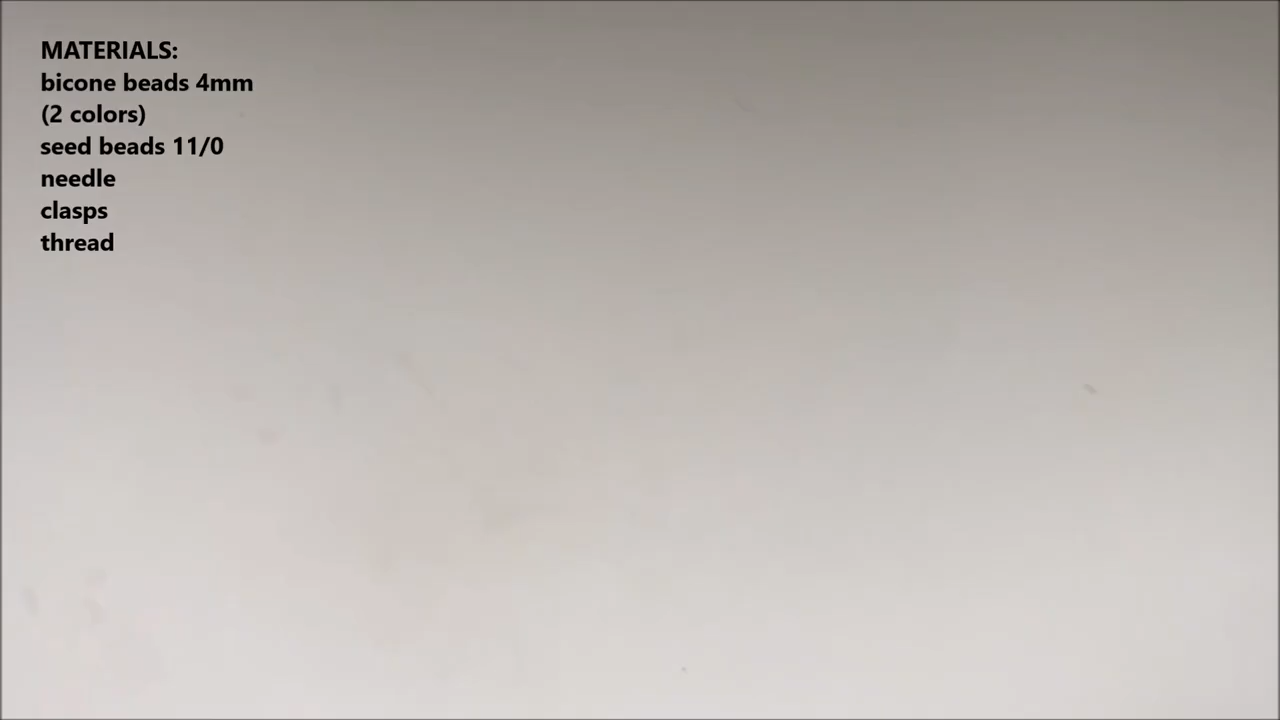 MATERIALS:
bicone beads 4mm
(2 colors)
seed beads 11/0
needle
clasps
thread